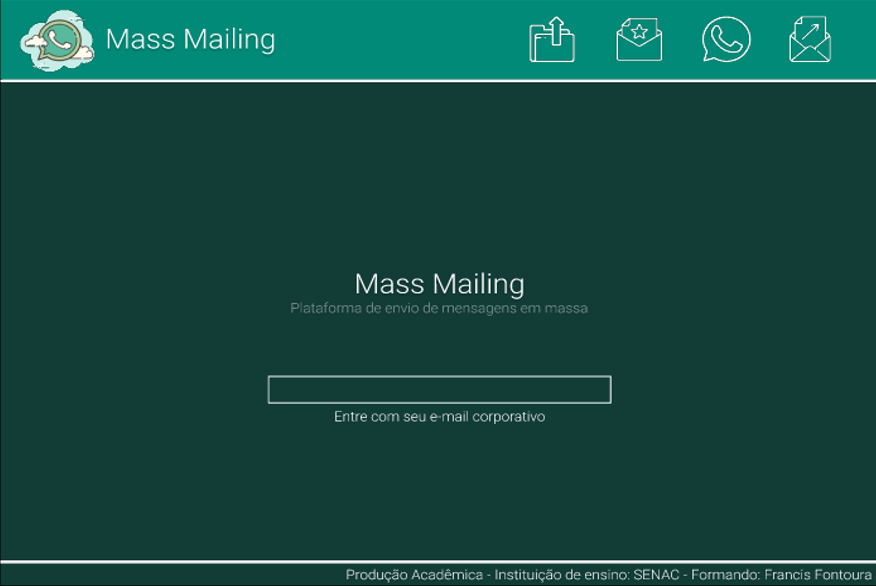 Mass Mailing
Mass Mailing
Plataforma de envio de mensagens em massa
Entre com seu e-mail corporativo
Produção Acadêmica - Instituição de ensino: SENAC - Formando: Francis Fontoura